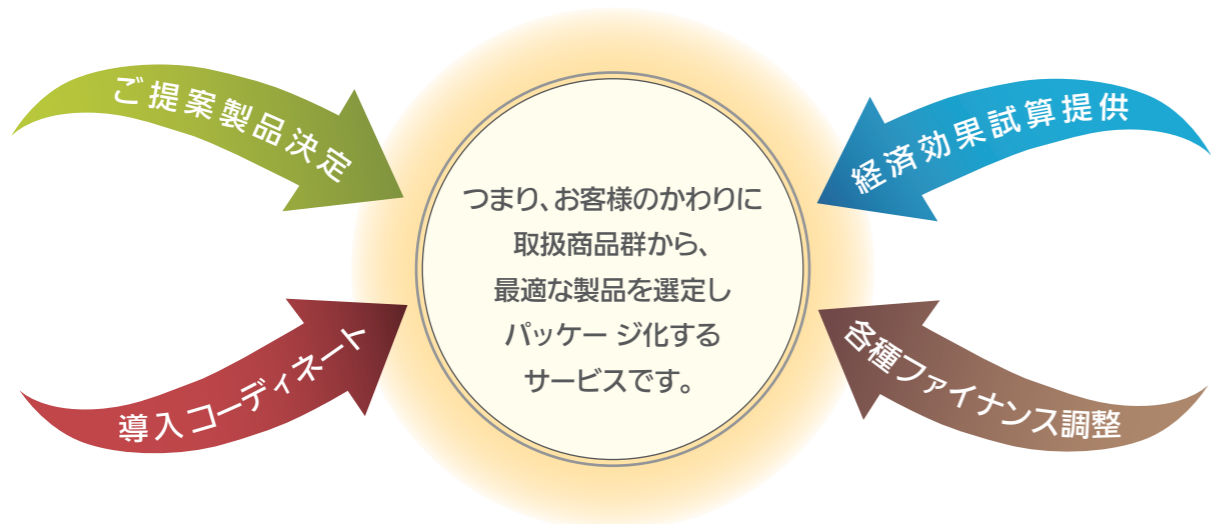 ご提案製品決定
経済効果試算提供
つまり、お客様のかわりに
取扱商品群から、
最適な製品を選定し
パッケー ジ化する
サービスです。
導入コーディネート
各種ファイナンス調整